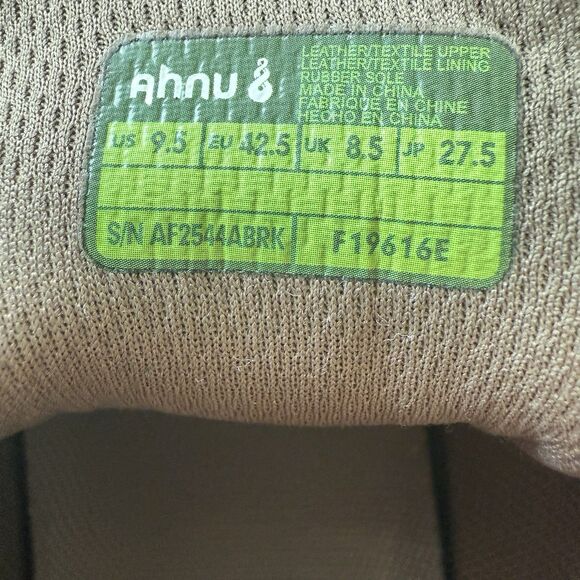 Ahnu
LEATHER/TEXTILE UPPER
LEATHER/TEXTILE LINING
RUBBER SOLE
MADE IN CHINA
FABRIQUE EN CHINE
HECHO EN CHINA
US 9.5 EU 42.5 UK 8.5 JP 27.5
S/N AF2544ABRK F19616E